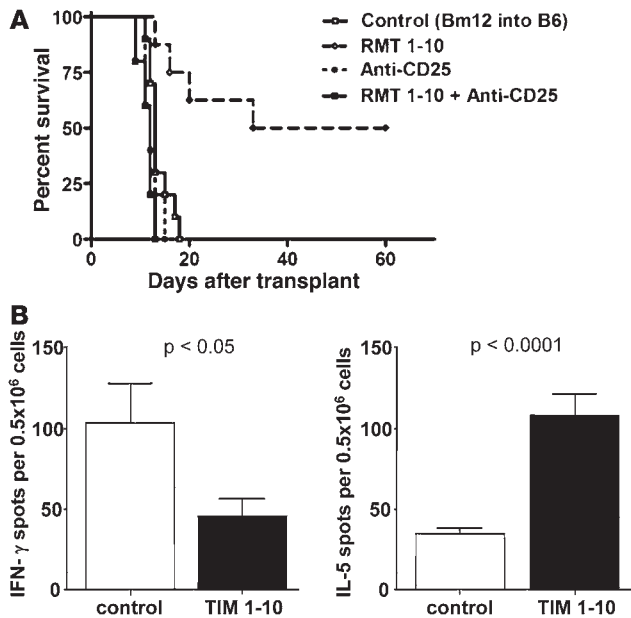 A
100
75
50
25
0
Percent survival
0 20 40 60
Days after transplant
Control (Bm12 into B6)
RMT 1-10
Anti-CD25
RMT 1-10 + Anti-CD25
B
150
100
50
0
IFN- γ spots per 0.5x10⁶ cells
p < 0.05
control TIM 1-10
150
100
50
0
IL-5 spots per 0.5x10⁶ cells
p < 0.0001
control TIM 1-10